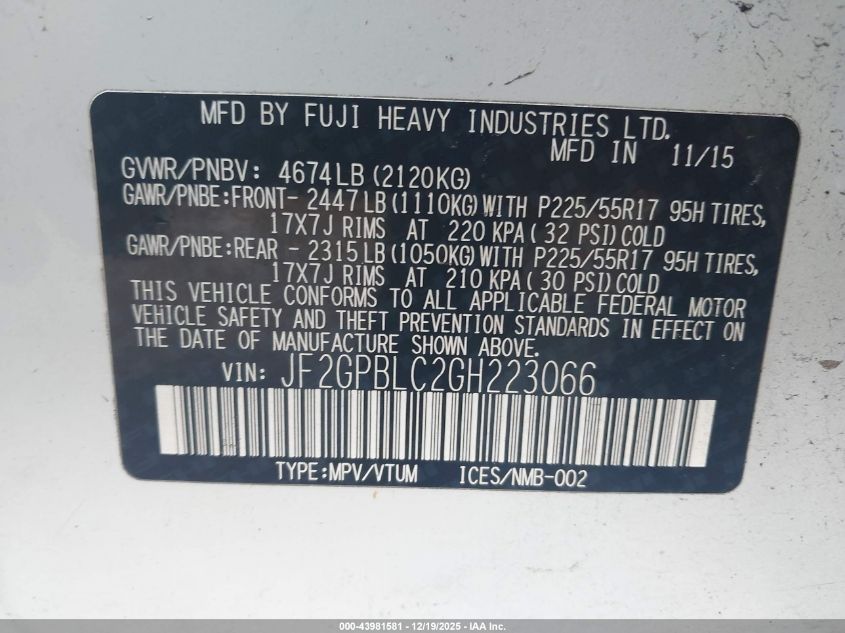 MFD BY FUJI HEAVY INDUSTRIES LTD.
MFD IN 11/15
GVWR/PNBV: 4674LB(2120KG)
GAWR/PNBE:FRONT- 2447LB(1110KG)WITH P225/55R17 95H TIRES,
17X7J RIMS AT 220 KPA(32 PSI)COLD
GAWR/PNBE:REAR - 2315LB(1050KG)WITH P225/55R17 95H TIRES,
17X7J RIMS AT 210 KPA(30 PSI)COLD
THIS VEHICLE CONFORMS TO ALL APPLICABLE FEDERAL MOTOR
VEHICLE SAFETY AND THEFT PREVENTION STANDARDS IN EFFECT ON
THE DATE OF MANUFACTURE SHOWN ABOVE.
VIN: JF2GPBLC2GH223066
TYPE:MPV/VTUM ICES/NMB-002
000-43981581 - 12/19/2025 - IAA Inc.